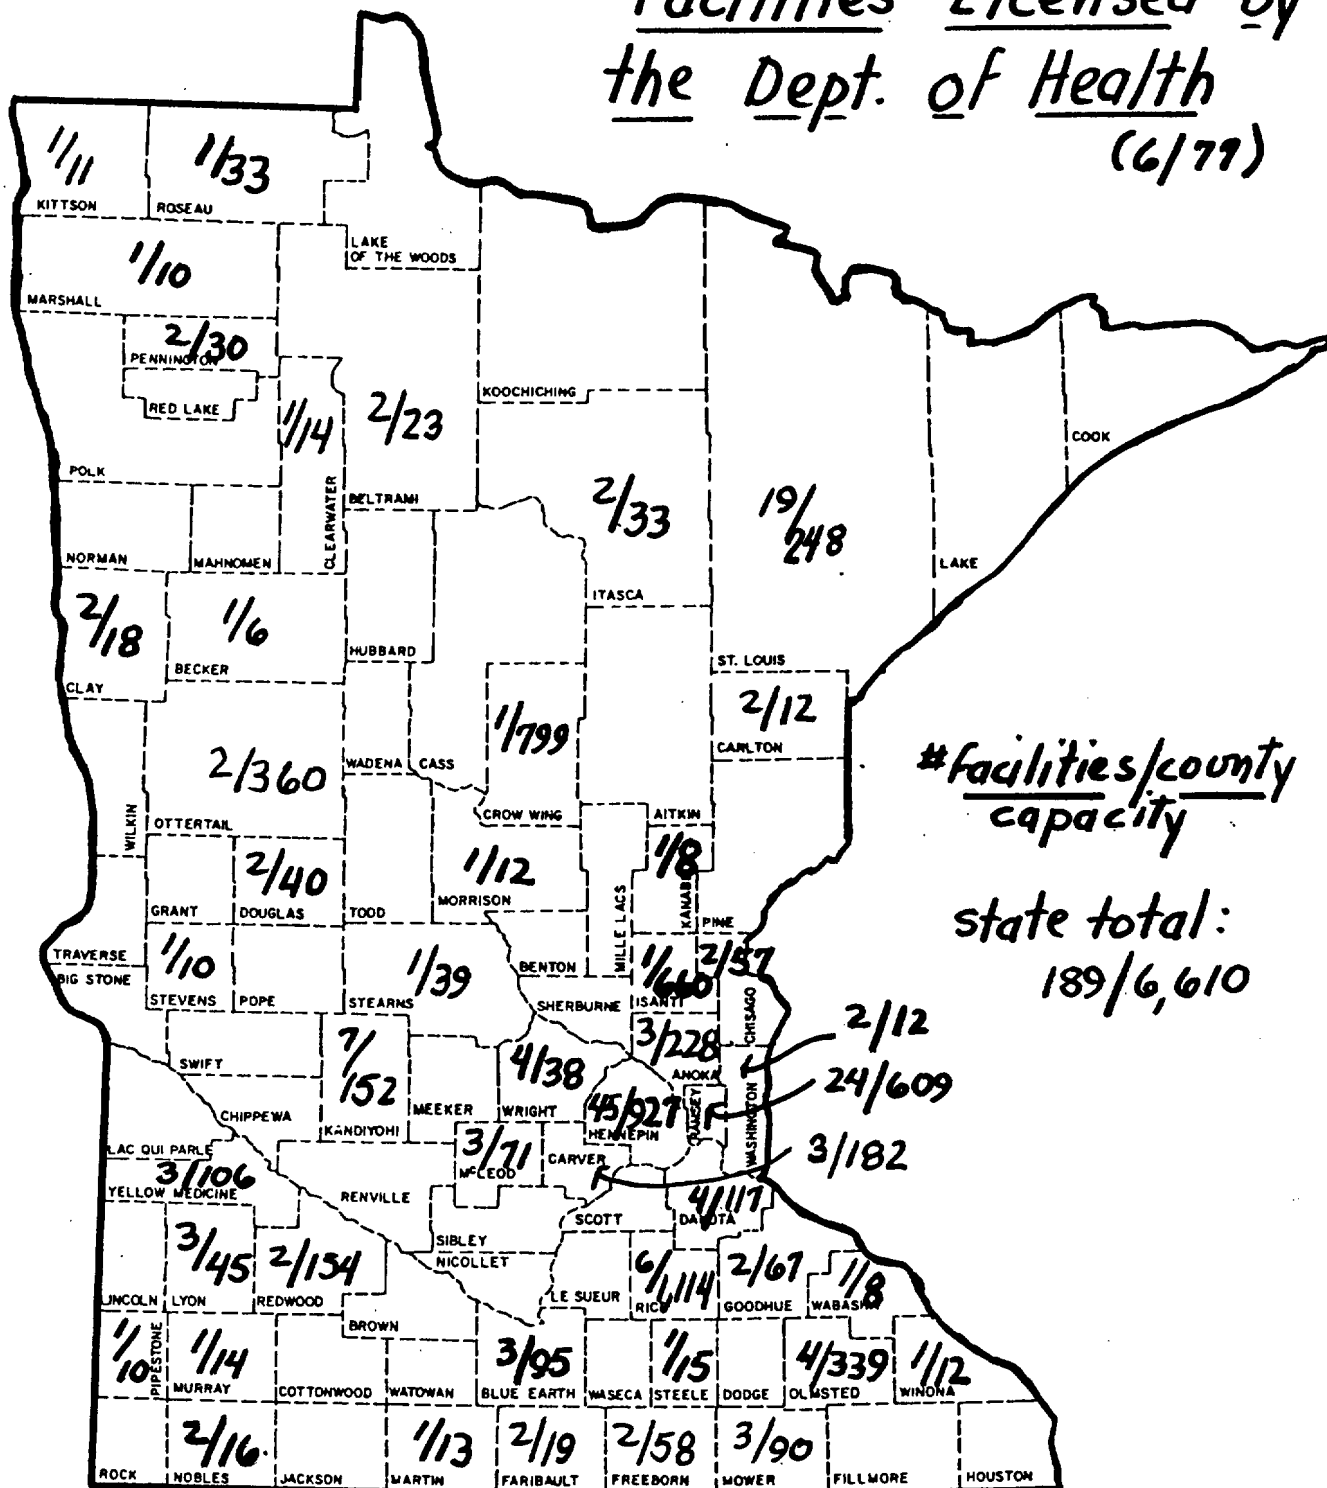 Facilities Licensed by
the Dept. of Health
(6/79)
1/11
KITTSON
1/33
ROSEAU
LAKE
OF THE WOODS
1/10
MARSHALL
2/30
PENNINGTON
RED LAKE
1/14
CLEARWATER
2/23
BELTRAMI
KOOCHICHING
COOK
POLK
2/33
ITASCA
19/
248
ST. LOUIS
LAKE
NORMAN
MAHNOMEN
2/18
CLAY
1/6
BECKER
HUBBARD
2/12
CARLTON
1/799
CROW WING
WADENA
CASS
2/360
OTTERTAIL
WILKIN
#facilities/county
capacity
AITKIN
1/8
KANABEC
2/40
DOUGLAS
GRANT
TODD
1/12
MORRISON
MILLE LACS
PINE
state total:
189/6,610
TRAVERSE
BIG STONE
1/10
STEVENS
POPE
1/39
STEARNS
BENTON
SHERBURNE
1/660
ISANTI
2/57
CHISAGO
2/12
SWIFT
7/
152
KANDIYOHI
MEEKER
4/38
WRIGHT
3/228
ANOKA
24/609
CHIPPEWA
45/927
HENNEPIN
RAMSEY
WASHINGTON
LAC QUI PARLE
3/106
YELLOW MEDICINE
RENVILLE
3/71
McLEOD
CARVER
3/182
SCOTT
4/117
DAKOTA
SIBLEY
NICOLLET
LINCOLN
3/45
LYON
2/154
REDWOOD
BROWN
LE SUEUR
6/1,114
RICE
2/67
GOODHUE
1/8
WABASHA
1/10
PIPESTONE
1/14
MURRAY
COTTONWOOD
WATOWAN
3/95
BLUE EARTH
WASECA
1/15
STEELE
DODGE
4/339
OLMSTED
1/12
WINONA
ROCK
2/16
NOBLES
JACKSON
1/13
MARTIN
2/19
FARIBAULT
2/58
FREEBORN
3/90
MOWER
FILLMORE
HOUSTON